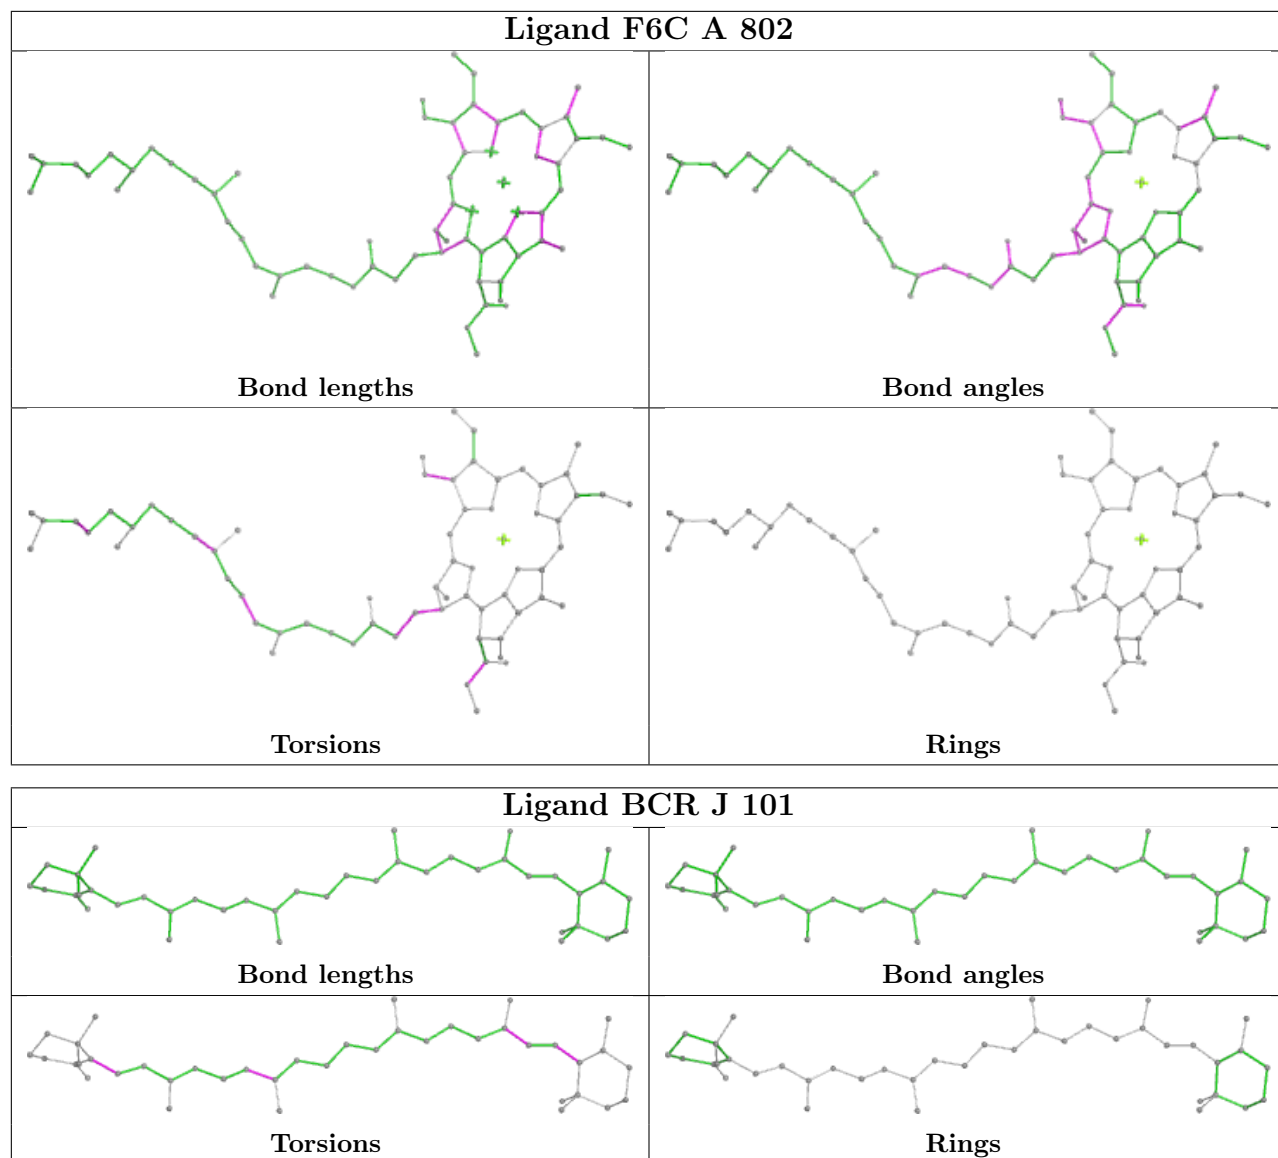 Ligand F6C A 802
Bond lengths
Bond angles
Torsions
Rings
Ligand BCR J 101
Bond lengths
Bond angles
Torsions
Rings